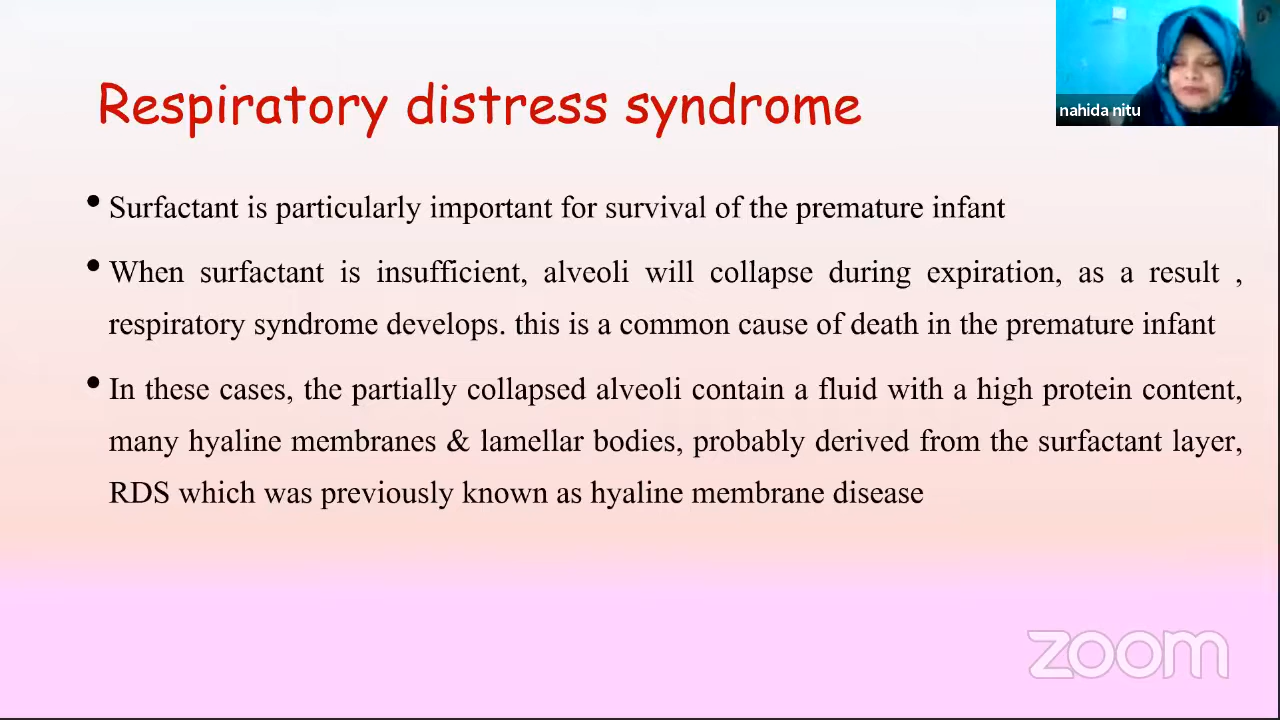 Respiratory distress syndrome
nahida nitu
• Surfactant is particularly important for survival of the premature infant
• When surfactant is insufficient, alveoli will collapse during expiration, as a result ,
respiratory syndrome develops. this is a common cause of death in the premature infant
• In these cases, the partially collapsed alveoli contain a fluid with a high protein content,
many hyaline membranes & lamellar bodies, probably derived from the surfactant layer,
RDS which was previously known as hyaline membrane disease
zoom